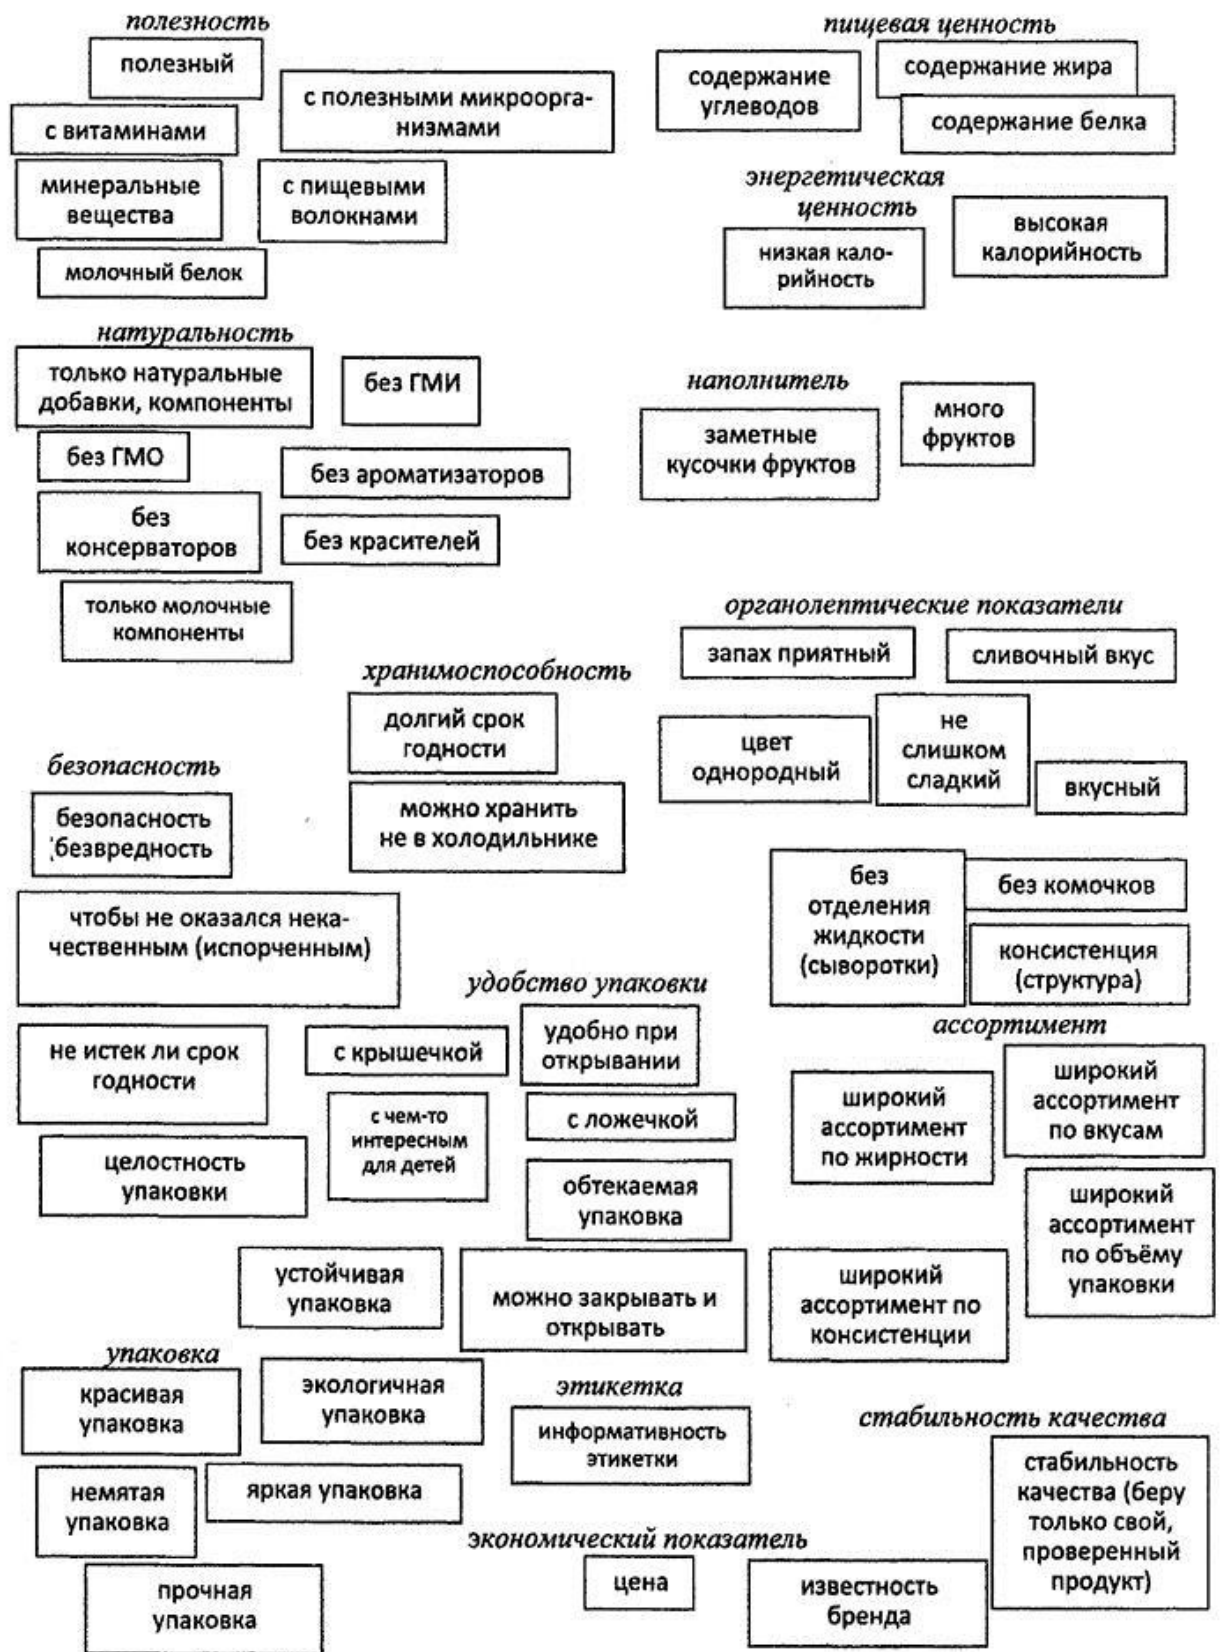 полезность
полезный
с полезными микроорга-
низмами
с витаминами
минеральные
вещества
с пищевыми
волокнами
молочный белок
пищевая ценность
содержание
углеводов
содержание жира
содержание белка
энергетическая
ценность
низкая кало-
рийность
высокая
калорийность
натуральность
только натуральные
добавки, компоненты
без ГМИ
без ГМО
без ароматизаторов
без
консерваторов
без красителей
только молочные
компоненты
наполнитель
заметные
кусочки фруктов
много
фруктов
органолептические показатели
запах приятный
сливочный вкус
цвет
однородный
не
слишком
сладкий
вкусный
без
отделения
жидкости
(сыворотки)
без комочков
консистенция
(структура)
хранимоспособность
долгий срок
годности
можно хранить
не в холодильнике
безопасность
безопасность
(безвредность
чтобы не оказался нека-
чественным (испорченным)
не истек ли срок
годности
целостность
упаковки
удобство упаковки
с крышечкой
удобно при
открывании
с чем-то
интересным
для детей
с ложечкой
обтекаемая
упаковка
устойчивая
упаковка
можно закрывать и
открывать
ассортимент
широкий
ассортимент
по жирности
широкий
ассортимент
по вкусам
широкий
ассортимент
по объёму
упаковки
широкий
ассортимент по
консистенции
упаковка
красивая
упаковка
экологичная
упаковка
немятая
упаковка
яркая упаковка
прочная
упаковка
этикетка
информативность
этикетки
стабильность качества
стабильность
качества (беру
только свой,
проверенный
продукт)
экономический показатель
цена
известность
бренда